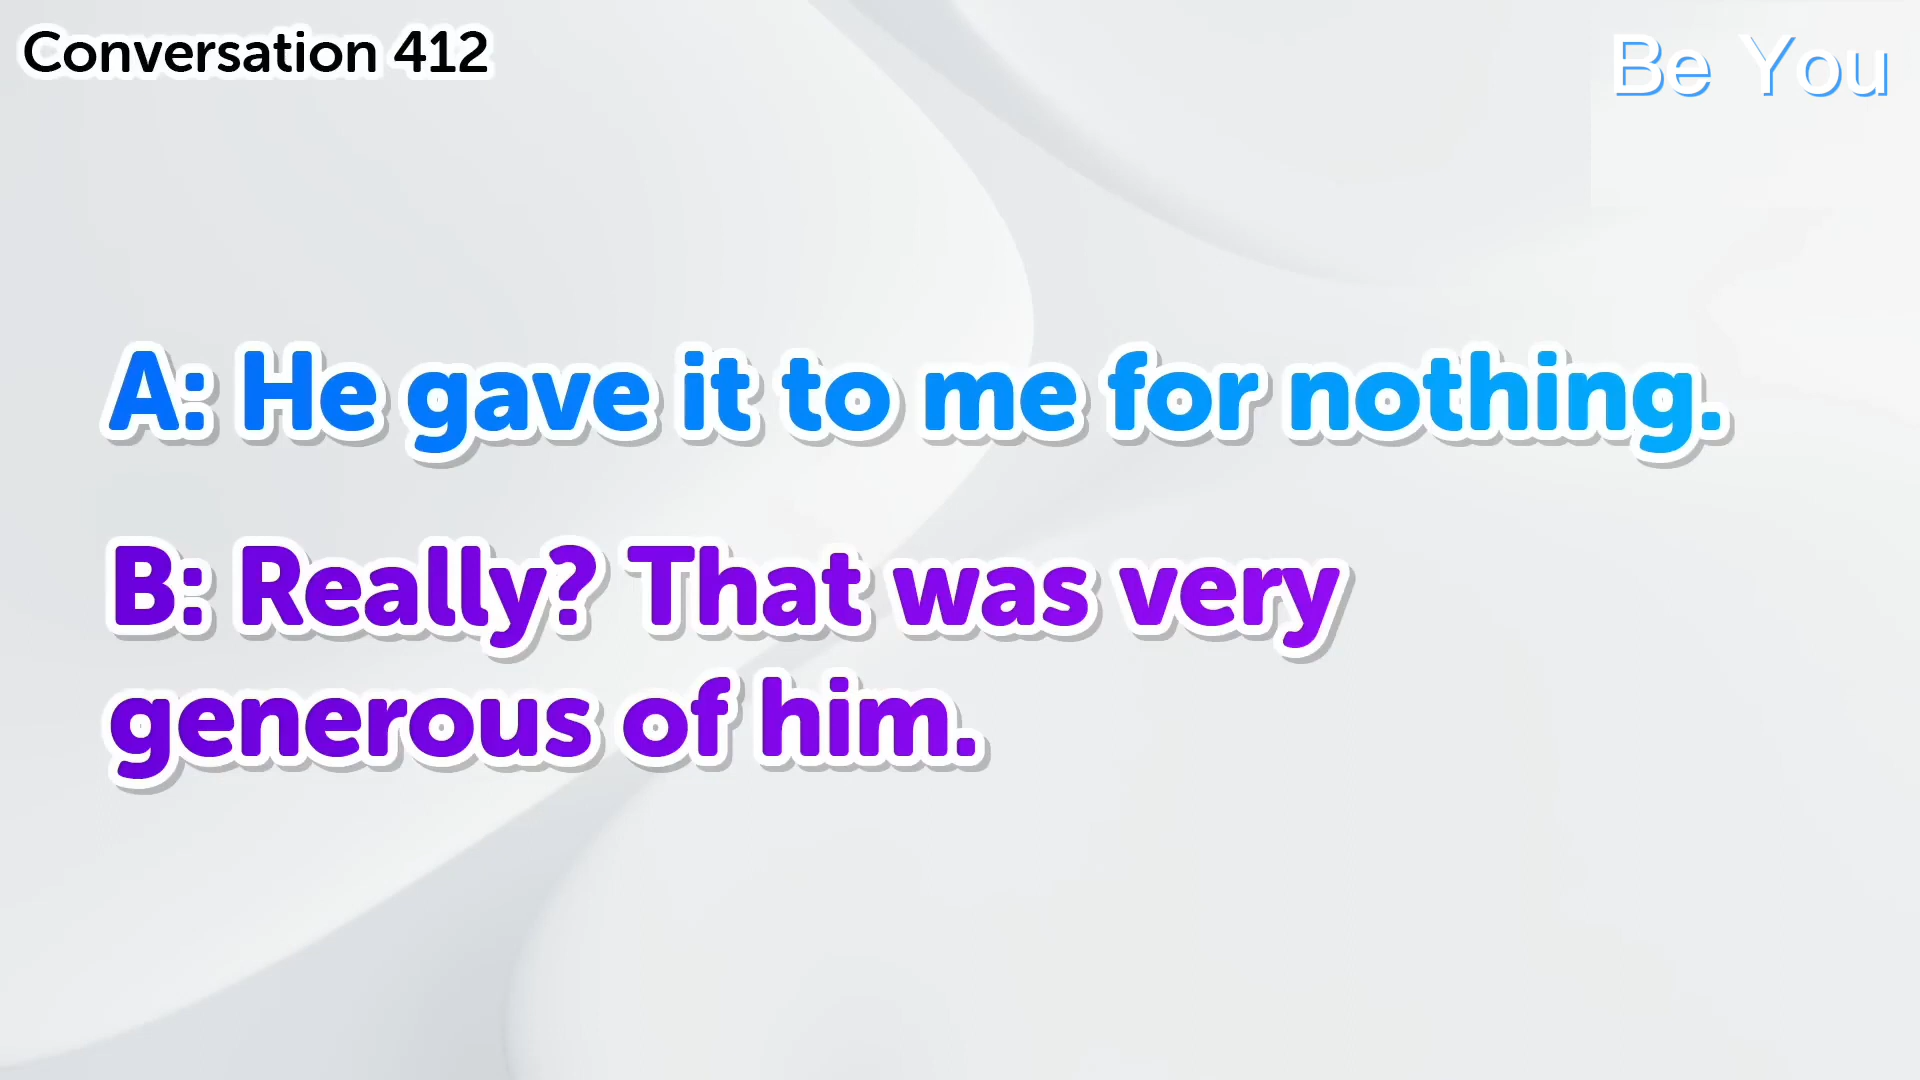 Conversation 412
Be You
A: He gave it to me for nothing.
B: Really? That was very
generous of him.